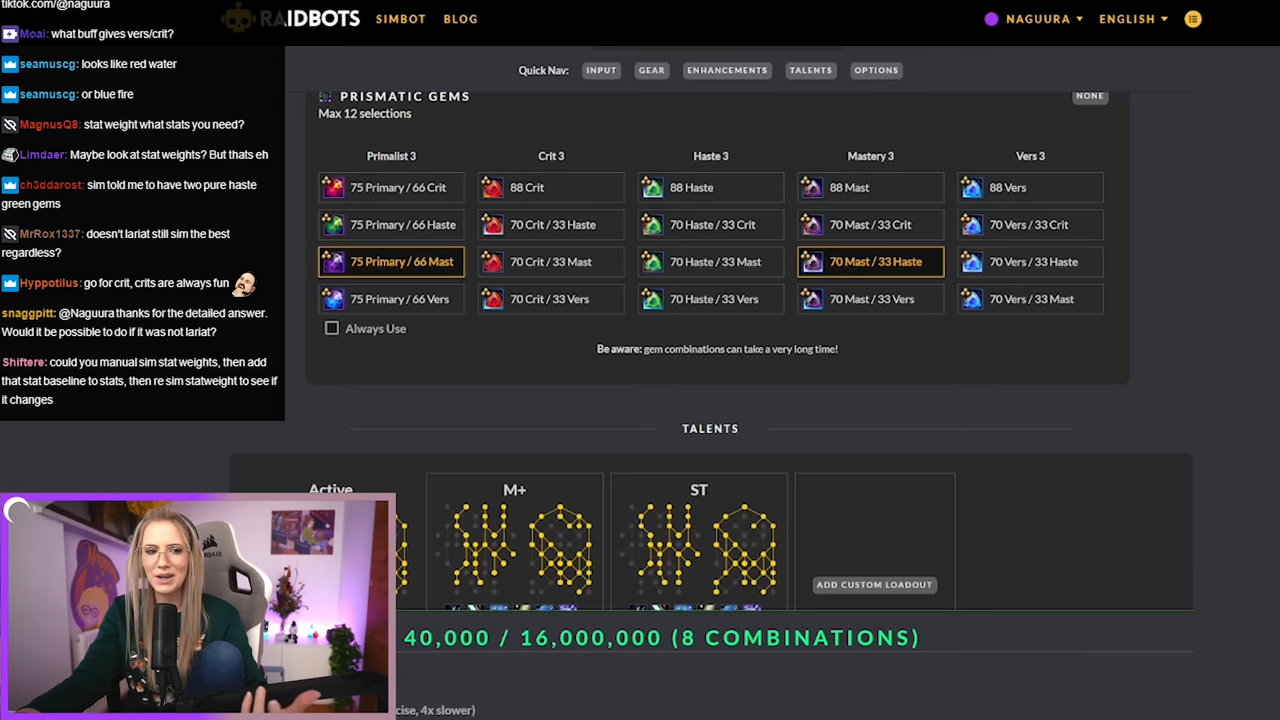 tiktok.com/@naguura
Moai: what buff gives vers/crit?
seamuscg: looks like red water
seamuscg: or blue fire
MagnusQ8: stat weight what stats you need?
Limdaer: Maybe look at stat weights? But thats eh
ch3ddarost: sim told me to have two pure haste
green gems
MrRox1337: doesn't lariat still sim the best
regardless?
Hyppotilus: go for crit, crits are always fun
snaggpitt: @Naguura thanks for the detailed answer.
Would it be possible to do if it was not lariat?
Shiftere: could you manual sim stat weights, then add
that stat baseline to stats, then re sim statweight to see if
it changes
RAIDBOTS
SIMBOT
BLOG
NAGUURA
ENGLISH
Quick Nav:
INPUT
GEAR
ENHANCEMENTS
TALENTS
OPTIONS
PRISMATIC GEMS
NONE
Max 12 selections
Primalist 3
Crit 3
Haste 3
Mastery 3
Vers 3
75 Primary / 66 Crit
88 Crit
88 Haste
88 Mast
88 Vers
75 Primary / 66 Haste
70 Crit / 33 Haste
70 Haste / 33 Crit
70 Mast / 33 Crit
70 Vers / 33 Crit
75 Primary / 66 Mast
70 Crit / 33 Mast
70 Haste / 33 Mast
70 Mast / 33 Haste
70 Vers / 33 Haste
75 Primary / 66 Vers
70 Crit / 33 Vers
70 Haste / 33 Vers
70 Mast / 33 Vers
70 Vers / 33 Mast
Always Use
Be aware: gem combinations can take a very long time!
TALENTS
Active
M+
ST
ADD CUSTOM LOADOUT
40,000 / 16,000,000 (8 COMBINATIONS)
4x slower)
CORSAIR